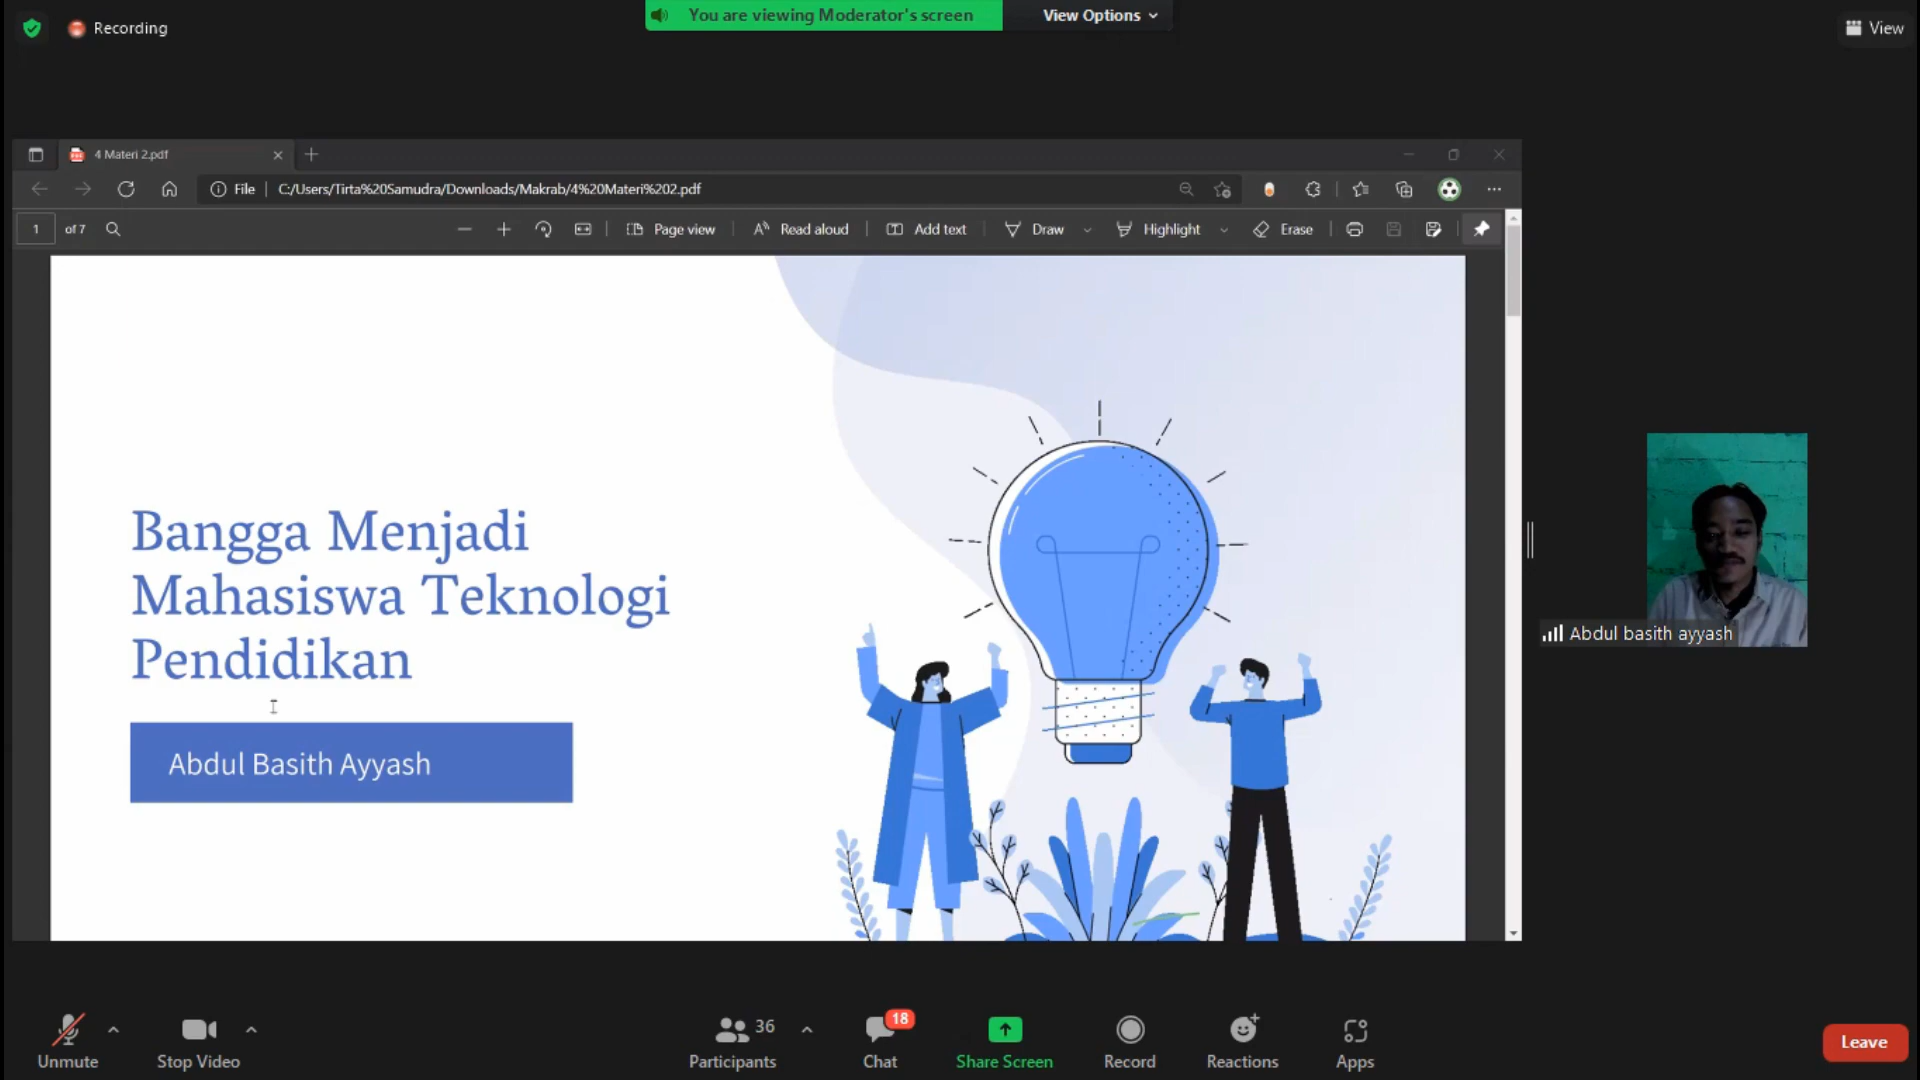 Recording
You are viewing Moderator's screen
View Options
View
4 Materi 2.pdf
File
C:/Users/Tirta%20Samudra/Downloads/Makrab/4%20Materi%202.pdf
1
of 7
Page view
Read aloud
Add text
Draw
Highlight
Erase
Bangga Menjadi
Mahasiswa Teknologi
Pendidikan
Abdul Basith Ayyash
Abdul basith ayyash
Unmute
Stop Video
Participants
36
Chat
18
Share Screen
Record
Reactions
Apps
Leave